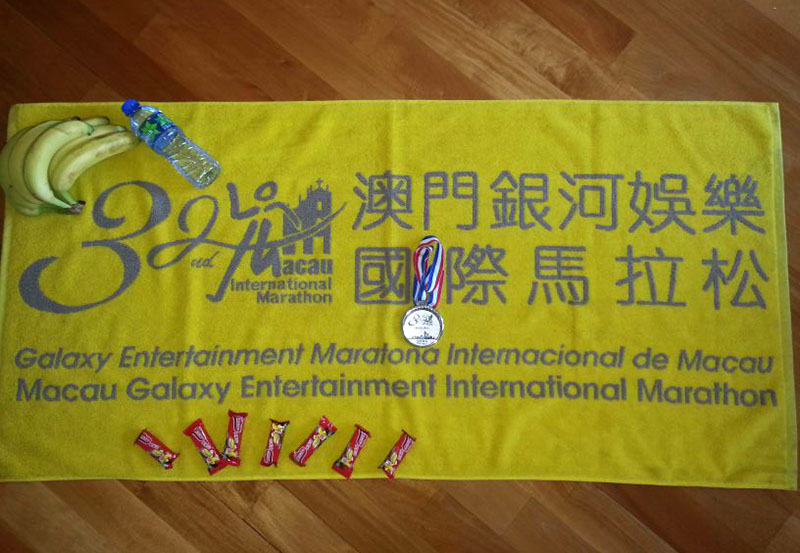 32nd
Macau
International
Marathon
澳門銀河娛樂
國際馬拉松
Galaxy Entertainment Maratona Internacional de Macau
Macau Galaxy Entertainment International Marathon